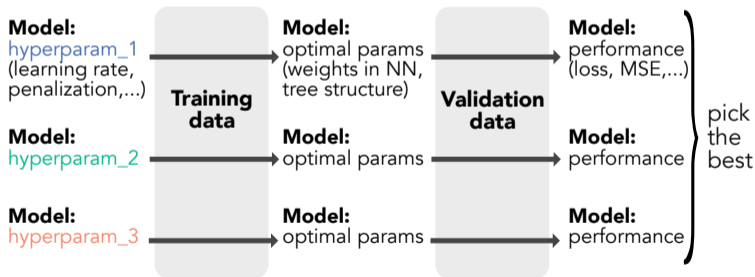 Model:
hyperparam_1
(learning rate,
penalization,...)
Training
data
Model:
optimal params
(weights in NN,
tree structure)
Validation
data
Model:
performance
(loss, MSE,...)
Model:
hyperparam_2
Model:
optimal params
Model:
performance
Model:
hyperparam_3
Model:
optimal params
Model:
performance
pick
the
best